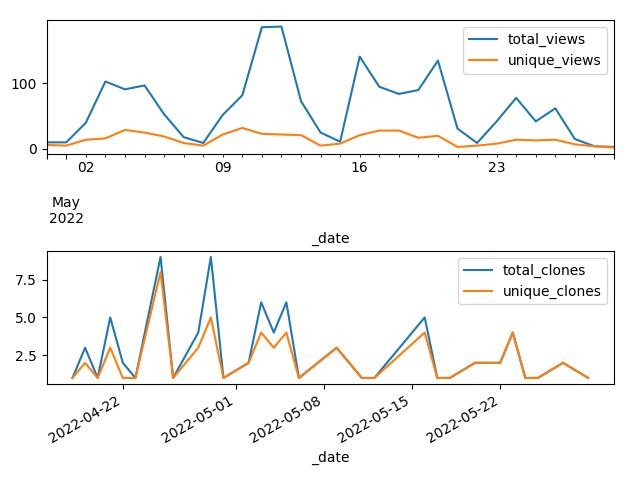 total_views
unique_views
100
0
02 09 16 23
May
2022
_date
total_clones
unique_clones
7.5
5.0
2.5
2022-04-22 2022-05-01 2022-05-08 2022-05-15 2022-05-22
_date